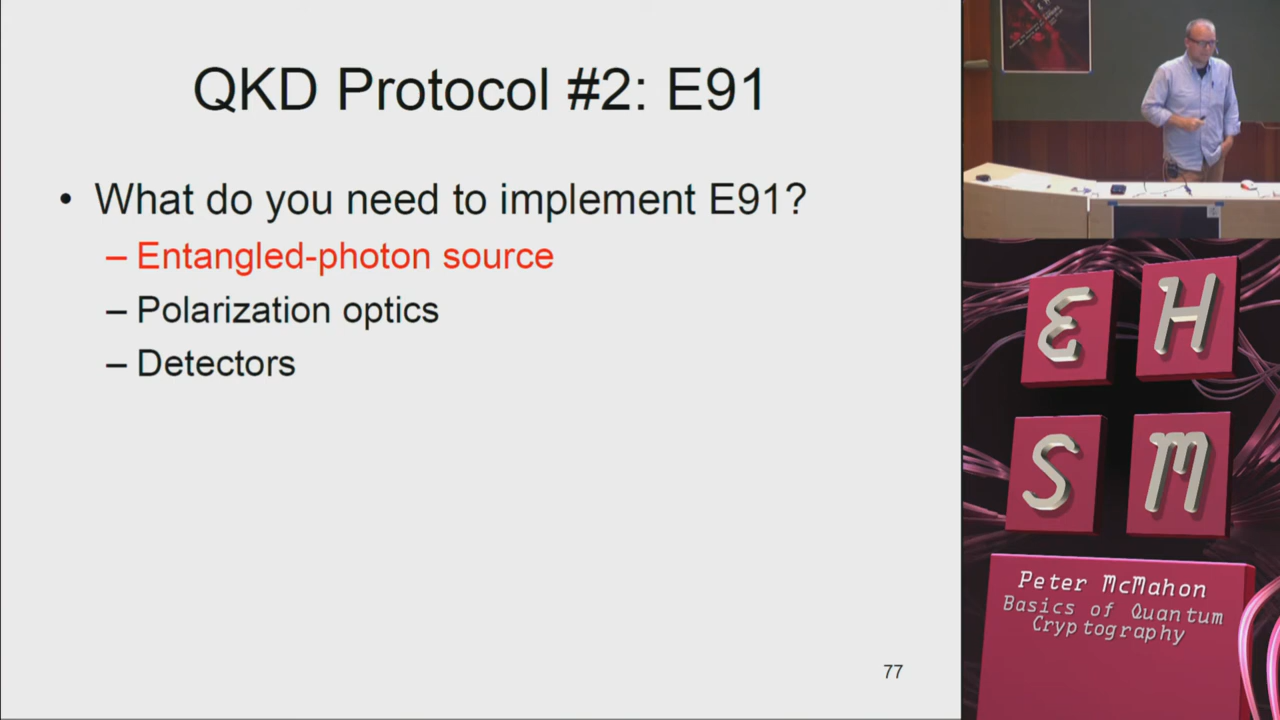 QKD Protocol #2: E91
• What do you need to implement E91?
– Entangled-photon source
– Polarization optics
– Detectors
77
E H
S M
Peter McMahon
Basics of Quantum
Cryptography